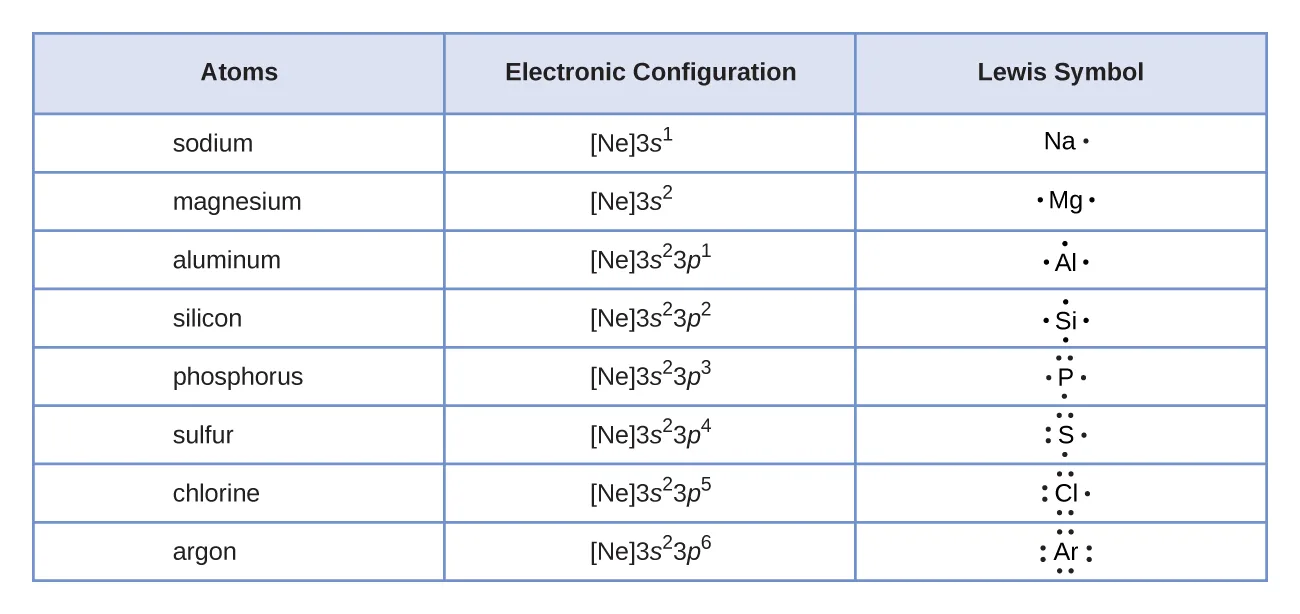 Atoms Electronic Configuration Lewis Symbol
sodium [Ne]3s¹ Na·
magnesium [Ne]3s² ·Mg·
aluminum [Ne]3s²3p¹ ·Al·
silicon [Ne]3s²3p² ·Si·
phosphorus [Ne]3s²3p³ ·P·
sulfur [Ne]3s²3p⁴ :S·
chlorine [Ne]3s²3p⁵ :Cl·
argon [Ne]3s²3p⁶ :Ar: